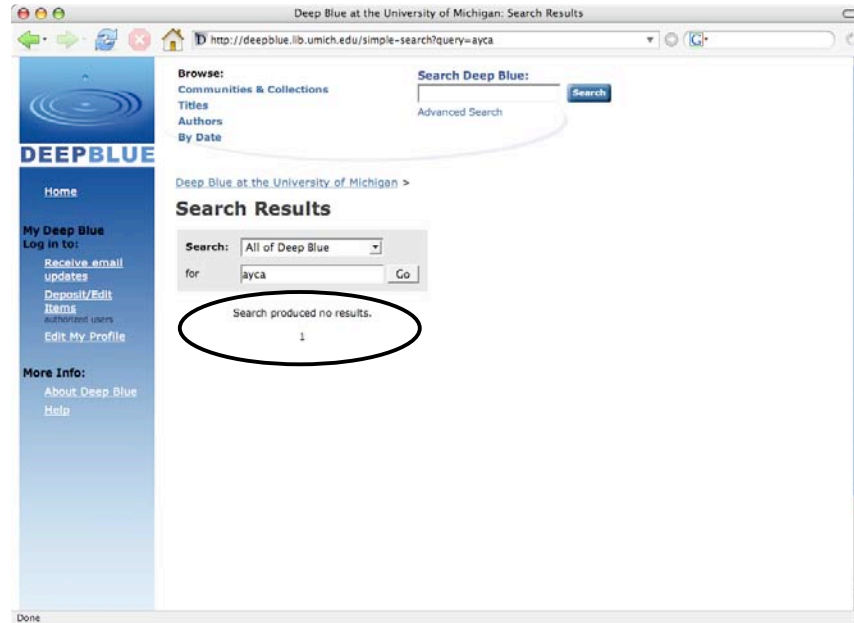 Deep Blue at the University of Michigan: Search Results
http://deepblue.lib.umich.edu/simple-search?query=ayca
G
DEEPBLUE
Home
My Deep Blue
Log in to:
Receive email
updates
Deposit/Edit
Items
authorized users
Edit My Profile
More Info:
About Deep Blue
Help
Browse:
Communities & Collections
Titles
Authors
By Date
Search Deep Blue:
Search
Advanced Search
Deep Blue at the University of Michigan >
Search Results
Search: All of Deep Blue
for ayca Go
Search produced no results.
1
Done